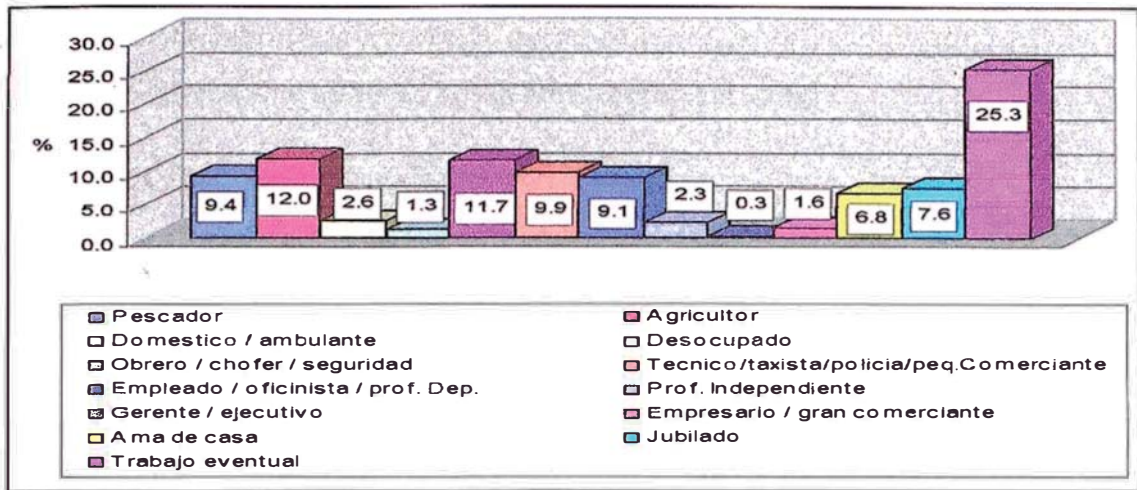 30.0
25.0
20.0
15.0
10.0
5.0
0.0
%
9.4
12.0
2.6
1.3
11.7
9.9
9.1
2.3
0.3
1.6
6.8
7.6
25.3
Pescador
Agricultor
Domestico / ambulante
Desocupado
Obrero / chofer / seguridad
Tecnico/taxista/policia/peq.Comerciante
Empleado / oficinista / prof. Dep.
Prof. Independiente
Gerente / ejecutivo
Empresario / gran comerciante
Ama de casa
Jubilado
Trabajo eventual